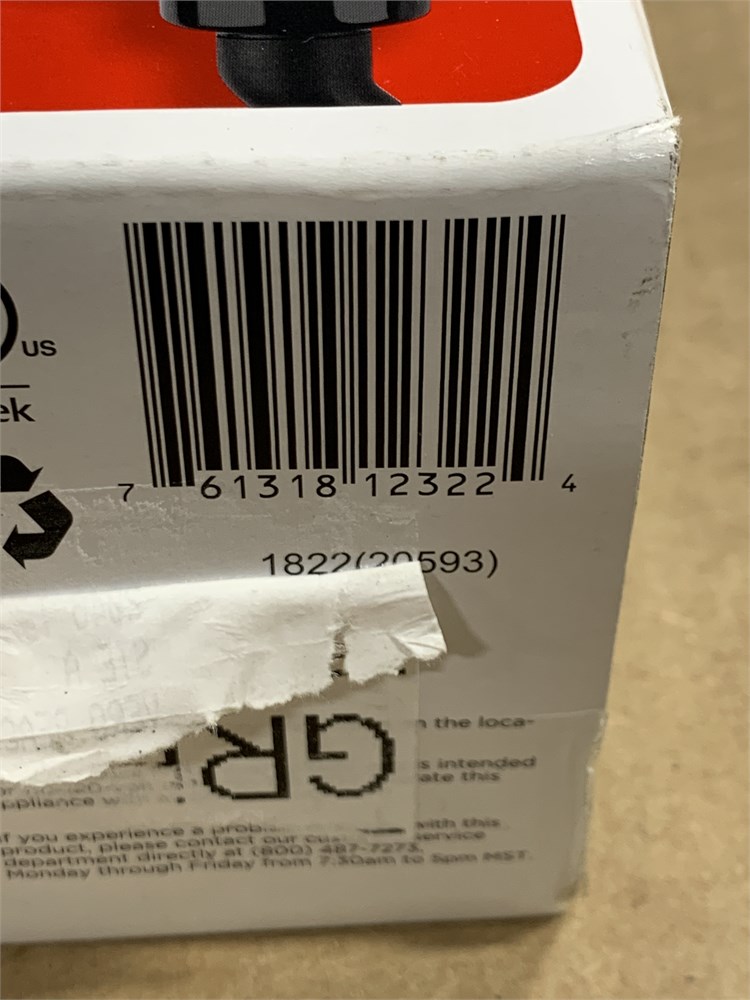 US
ek
7 61318 12322 4
1822(20593)
GR
n the loca-
s intended
ate this
ppliance w
f you experience a prob with this
product, please contact our service
department directly at (800) 487-7273.
Monday through Friday from 7.30am to 5pm MST.